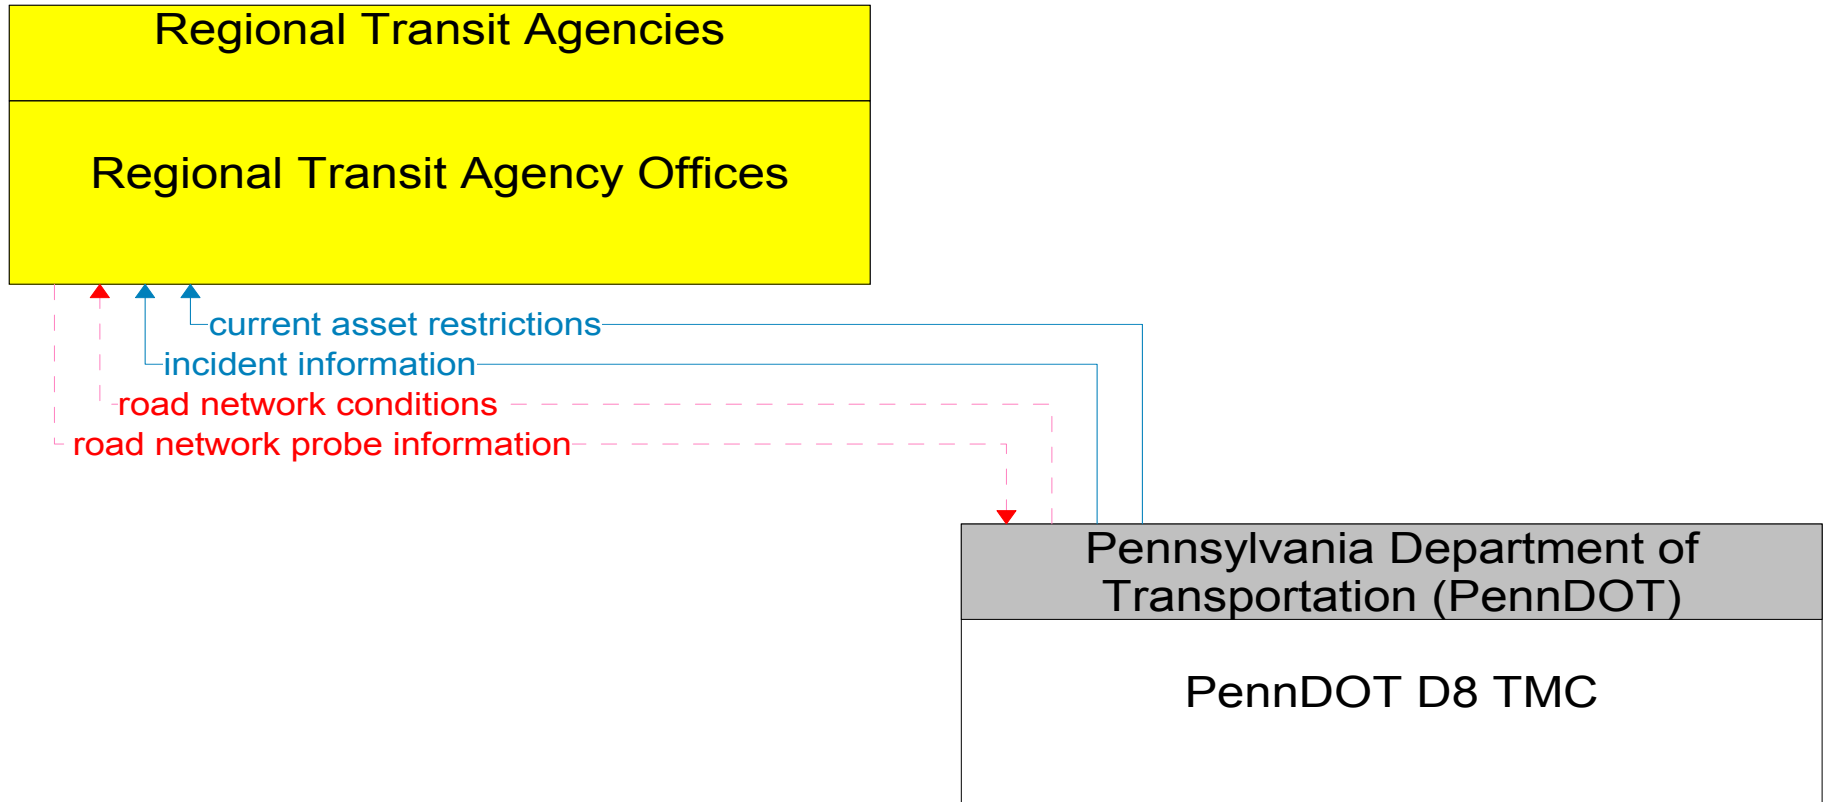 Regional Transit Agencies
Regional Transit Agency Offices
current asset restrictions
incident information
road network conditions
road network probe information
Pennsylvania Department of
Transportation (PennDOT)
PennDOT D8 TMC